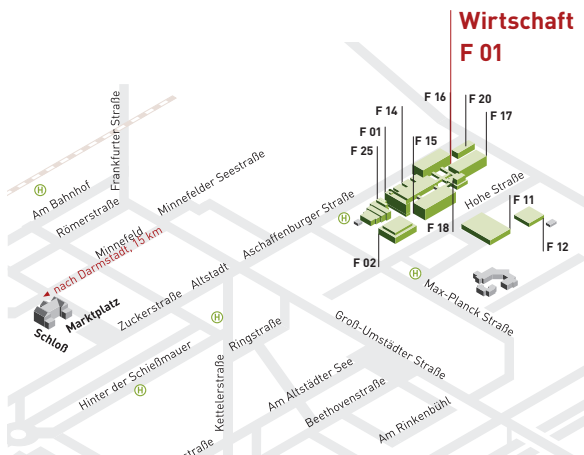 Wirtschaft
F 01
F 16
F 20
F 14
F 17
F 01
F 15
F 25
Frankfurter Straße
Minnefelder Seestraße
Am Bahnhof
Römerstraße
Aschaffenburger Straße
Hohe Straße
F 11
Minnefeld
F 18
F 12
nach Darmstadt, 15 km
F 02
Altstadt
Max-Planck Straße
Marktplatz
Schloß
Zuckerstraße
Ringstraße
Groß-Umstädter Straße
Hinter der Schießmauer
Kettelerstraße
Am Altstädter See
Beethovenstraße
Am Rinkenbühl
straße
H
H
H
H
H